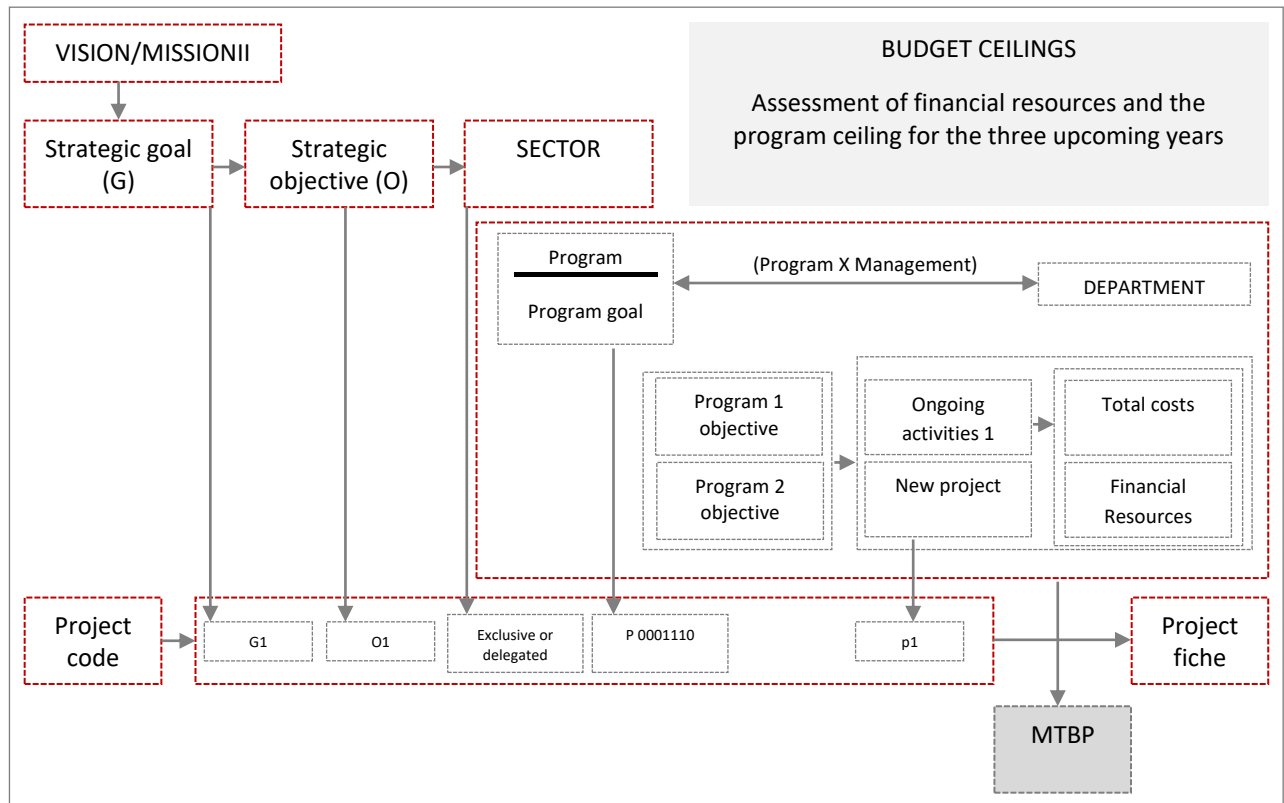 VISION/MISSIONII
BUDGET CEILINGS
Assessment of financial resources and the
program ceiling for the three upcoming years
Strategic goal
(G)
Strategic
objective (O)
SECTOR
Program
Program goal
(Program X Management)
DEPARTMENT
Program 1
objective
Ongoing
activities 1
Total costs
Program 2
objective
New project
Financial
Resources
Project
code
G1
O1
Exclusive or
delegated
P 0001110
p1
Project
fiche
MTBP